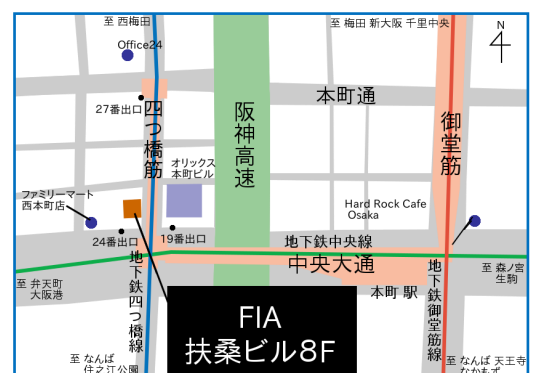 至 西梅田
至 梅田 新大阪 千里中央
N
Office24
本町通
27番出口
四つ橋筋
阪神高速
御堂筋
オリックス
本町ビル
ファミリーマート
西本町店
Hard Rock Cafe
Osaka
24番出口
19番出口
地下鉄中央線
中央大通
至 弁天町
大阪港
地下鉄四つ橋線
本町 駅
地下鉄御堂筋線
至 森ノ宮
生駒
FIA
扶桑ビル8F
至 なんば
住之江公園
至 なんば 天王寺
なかもず